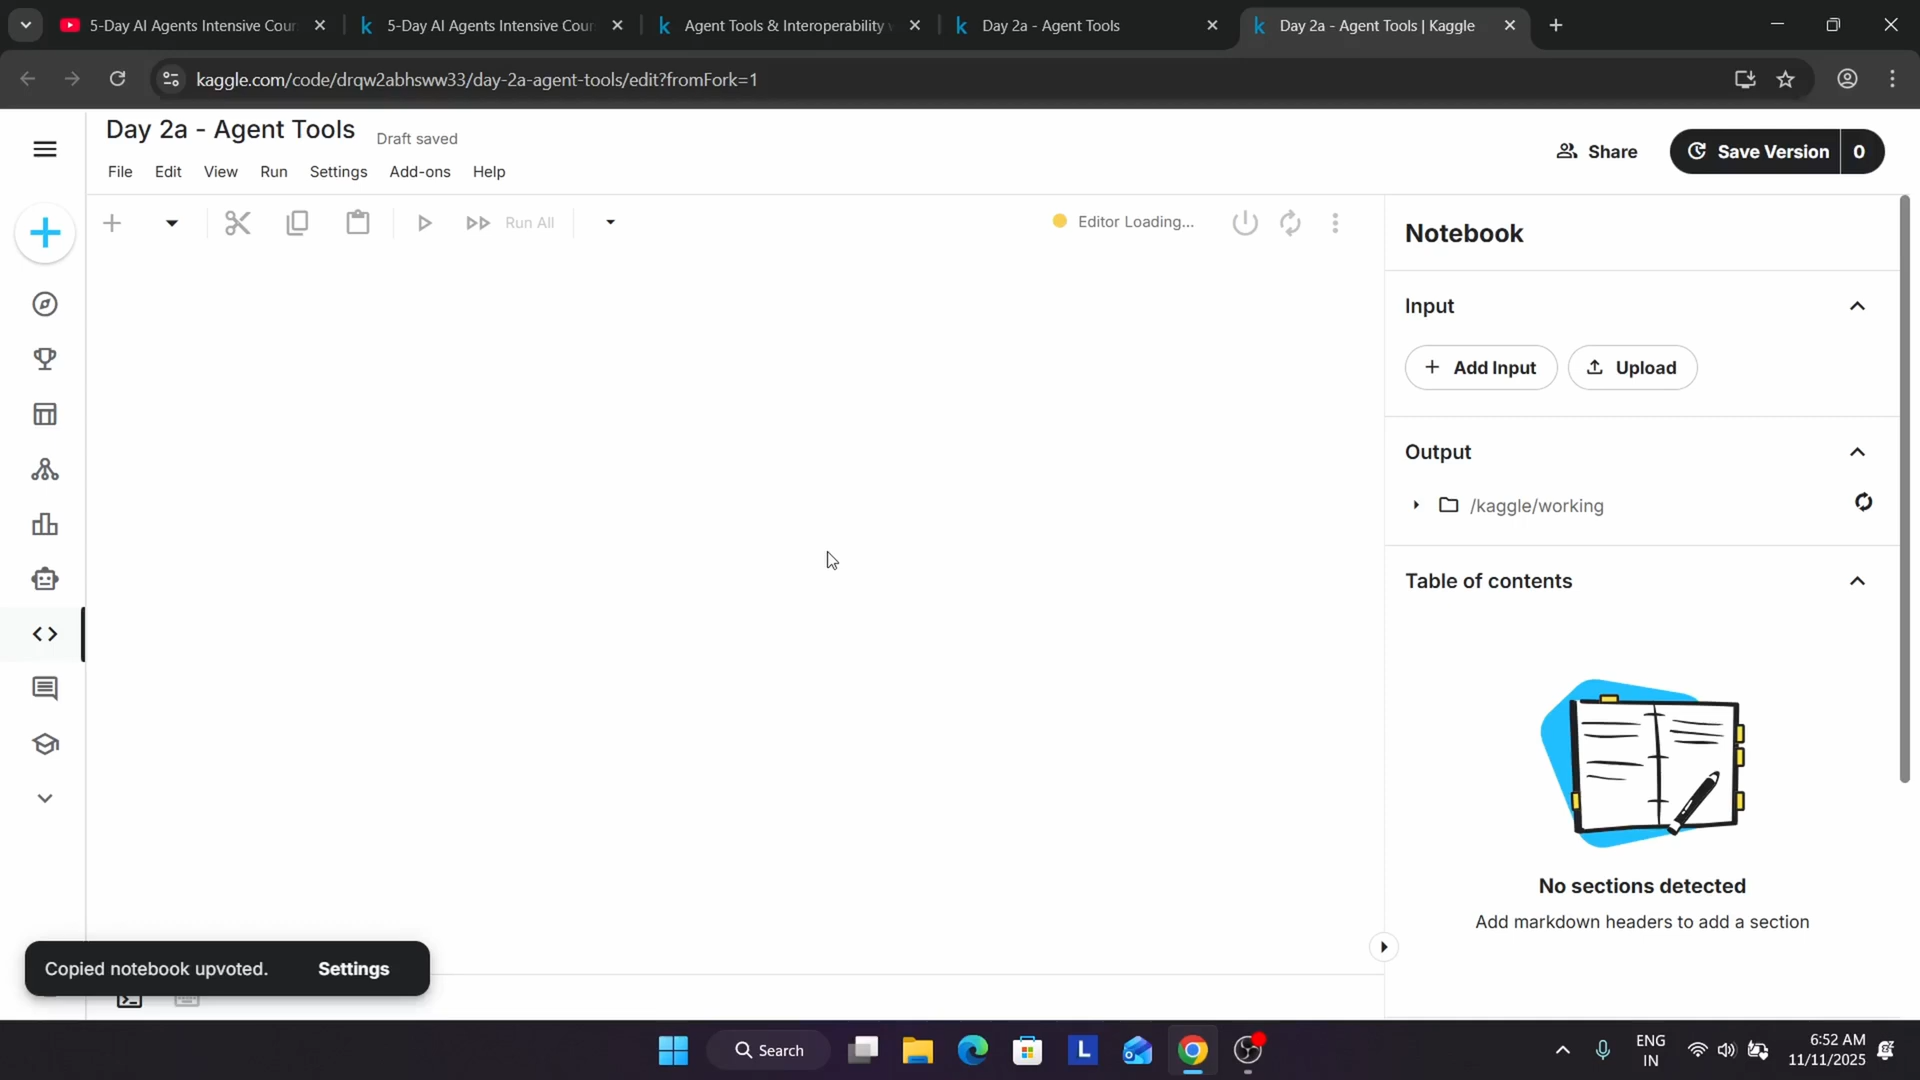 5-Day AI Agents Intensive Cour
5-Day AI Agents Intensive Cour
Agent Tools & Interoperability
Day 2a - Agent Tools
Day 2a - Agent Tools | Kaggle
kaggle.com/code/drqw2abhsww33/day-2a-agent-tools/edit?fromFork=1
Day 2a - Agent Tools
Draft saved
File Edit View Run Settings Add-ons Help
Share
Save Version
0
Run All
Editor Loading...
Notebook
Input
Add Input
Upload
Output
/kaggle/working
Table of contents
No sections detected
Add markdown headers to add a section
Copied notebook upvoted.
Settings
Search
L
ENG
IN
6:52 AM
11/11/2025